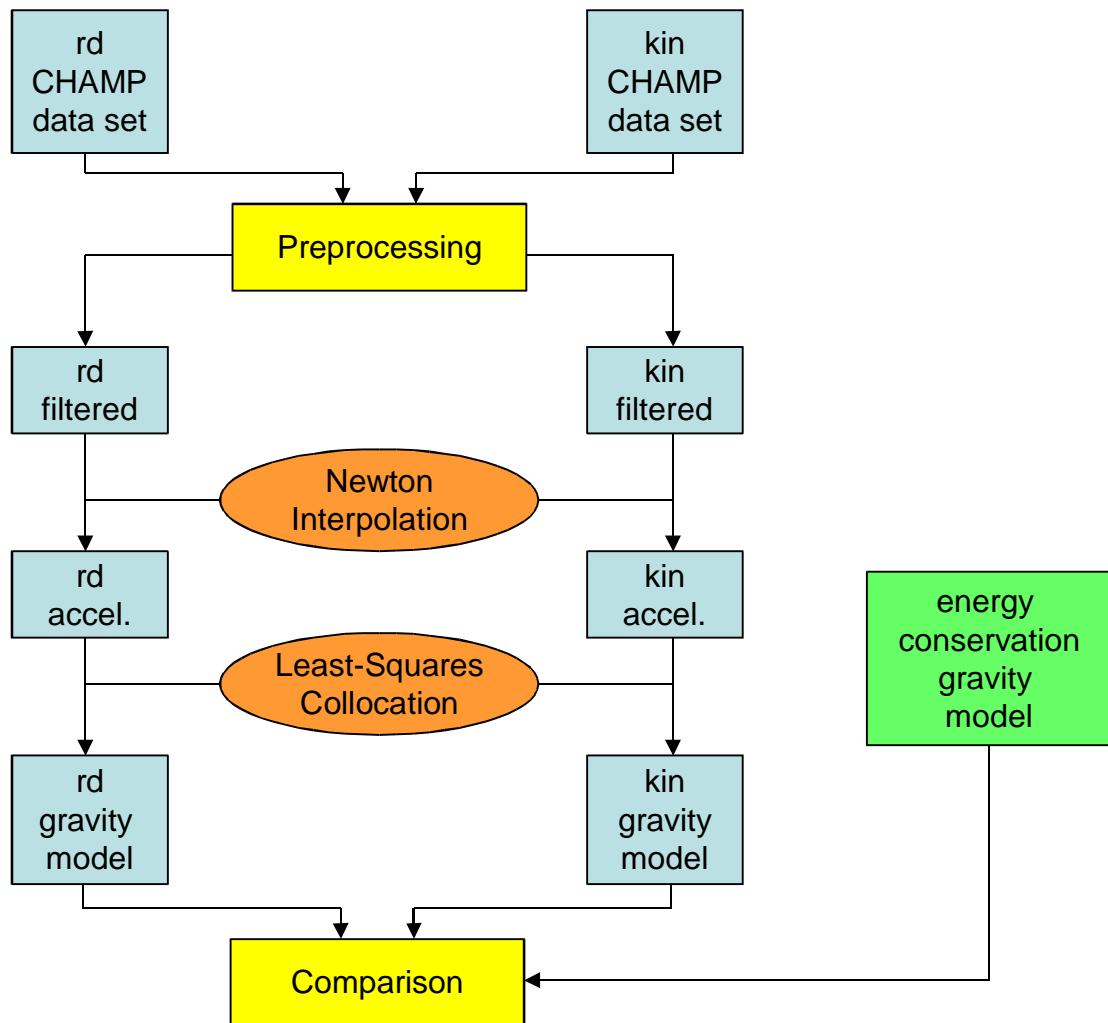 rd
CHAMP
data set
kin
CHAMP
data set
Preprocessing
rd
filtered
kin
filtered
Newton
Interpolation
rd
accel.
kin
accel.
energy
conservation
gravity
model
Least-Squares
Collocation
rd
gravity
model
kin
gravity
model
Comparison